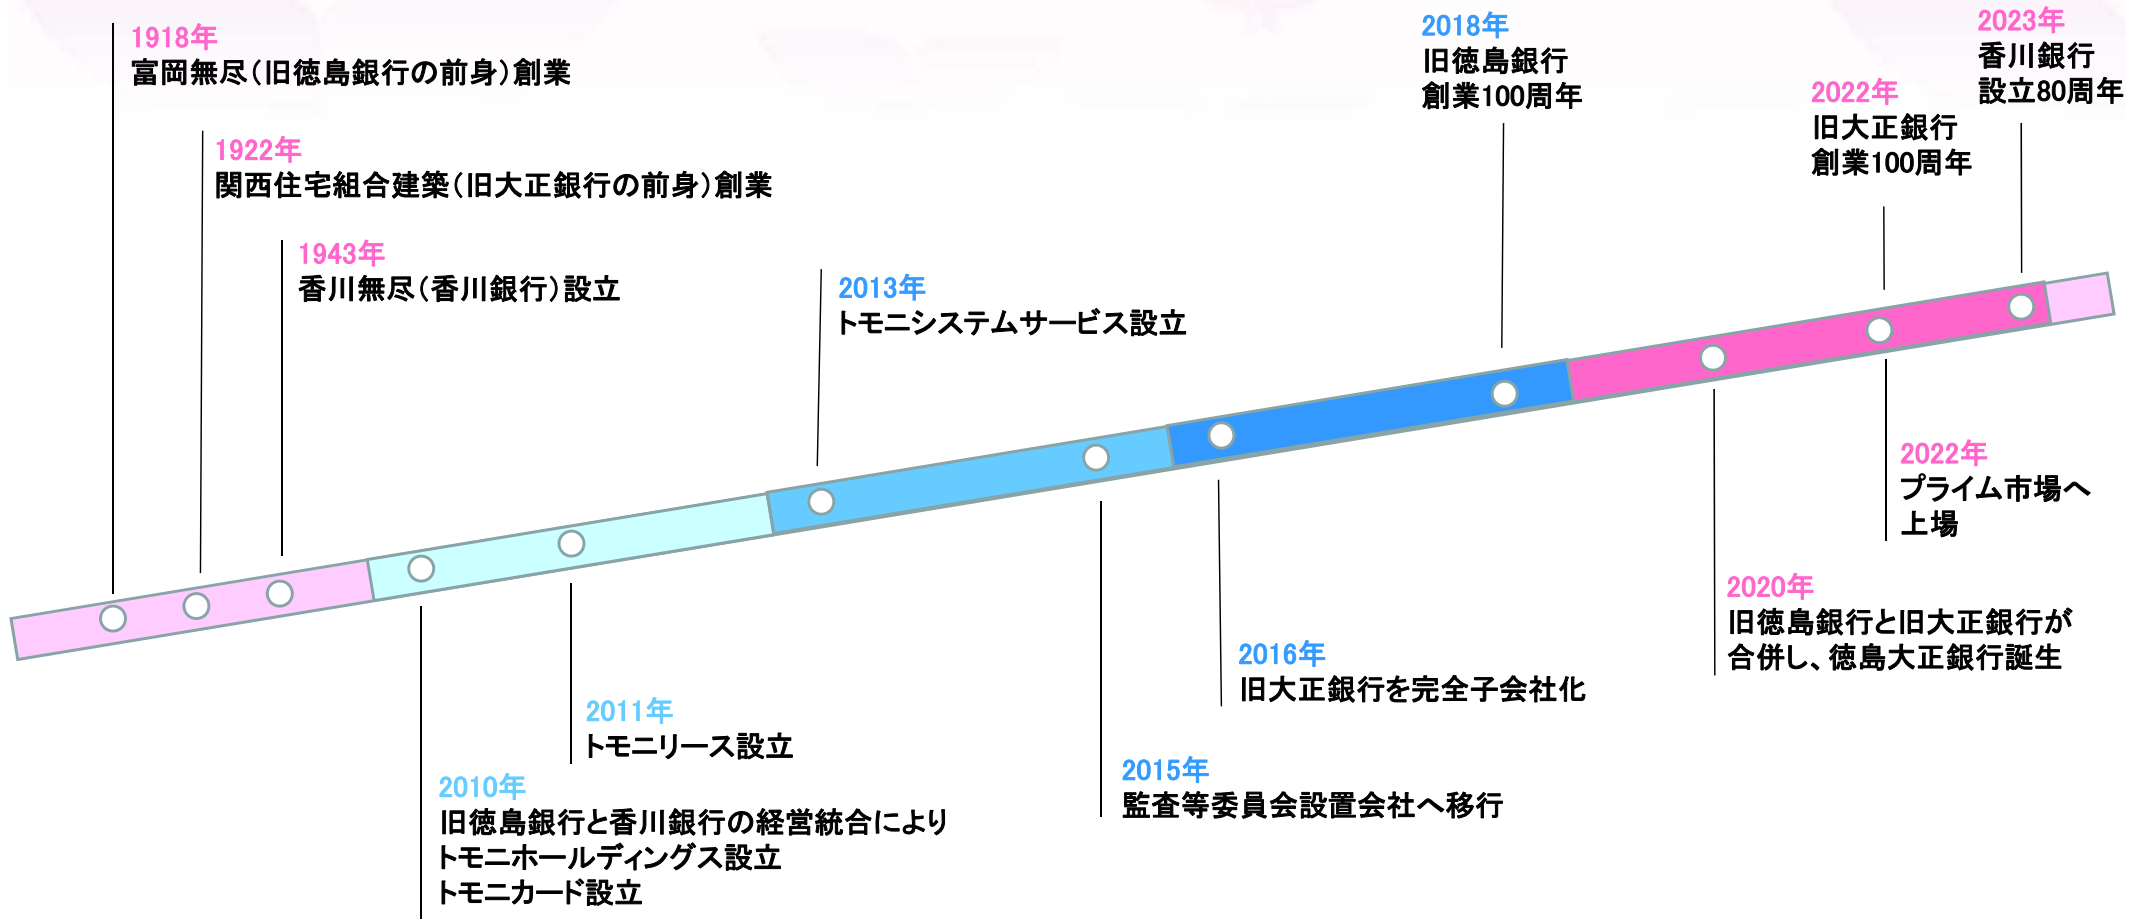 1918年
富岡無尽（旧徳島銀行の前身）創業
1922年
関西住宅組合建築（旧大正銀行の前身）創業
1943年
香川無尽（香川銀行）設立
2010年
旧徳島銀行と香川銀行の経営統合により
トモニホールディングス設立
トモニカード設立
2011年
トモニリース設立
2013年
トモニシステムサービス設立
2015年
監査等委員会設置会社へ移行
2016年
旧大正銀行を完全子会社化
2018年
旧徳島銀行
創業100周年
2020年
旧徳島銀行と旧大正銀行が
合併し、徳島大正銀行誕生
2022年
旧大正銀行
創業100周年
2022年
プライム市場へ
上場
2023年
香川銀行
設立80周年